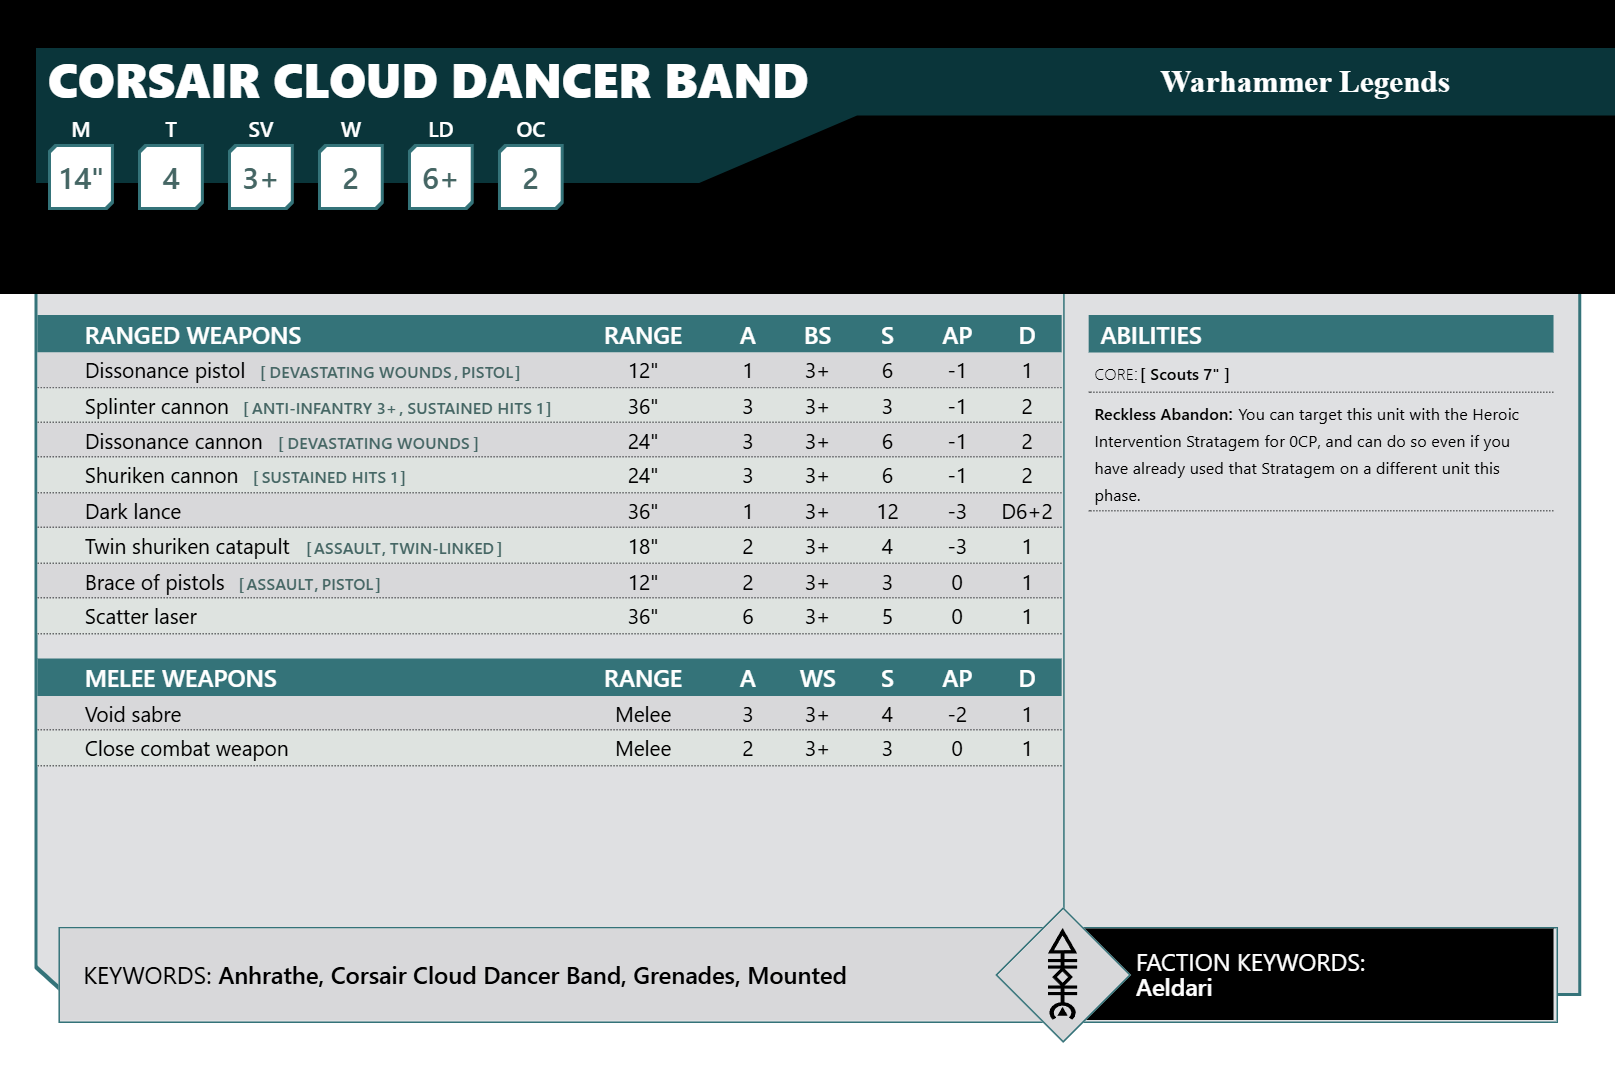 CORSAIR CLOUD DANCER BAND
Warhammer Legends
M T SV W LD OC
14" 4 3+ 2 6+ 2
RANGED WEAPONS RANGE A BS S AP D
Dissonance pistol [ DEVASTATING WOUNDS , PISTOL ] 12" 1 3+ 6 -1 1
Splinter cannon [ ANTI-INFANTRY 3+ , SUSTAINED HITS 1 ] 36" 3 3+ 3 -1 2
Dissonance cannon [ DEVASTATING WOUNDS ] 24" 3 3+ 6 -1 2
Shuriken cannon [ SUSTAINED HITS 1 ] 24" 3 3+ 6 -1 2
Dark lance 36" 1 3+ 12 -3 D6+2
Twin shuriken catapult [ ASSAULT, TWIN-LINKED ] 18" 2 3+ 4 -3 1
Brace of pistols [ ASSAULT, PISTOL ] 12" 2 3+ 3 0 1
Scatter laser 36" 6 3+ 5 0 1
MELEE WEAPONS RANGE A WS S AP D
Void sabre Melee 3 3+ 4 -2 1
Close combat weapon Melee 2 3+ 3 0 1
ABILITIES
CORE: [ Scouts 7" ]
Reckless Abandon: You can target this unit with the Heroic
Intervention Stratagem for 0CP, and can do so even if you
have already used that Stratagem on a different unit this
phase.
KEYWORDS: Anhrathe, Corsair Cloud Dancer Band, Grenades, Mounted
FACTION KEYWORDS:
Aeldari